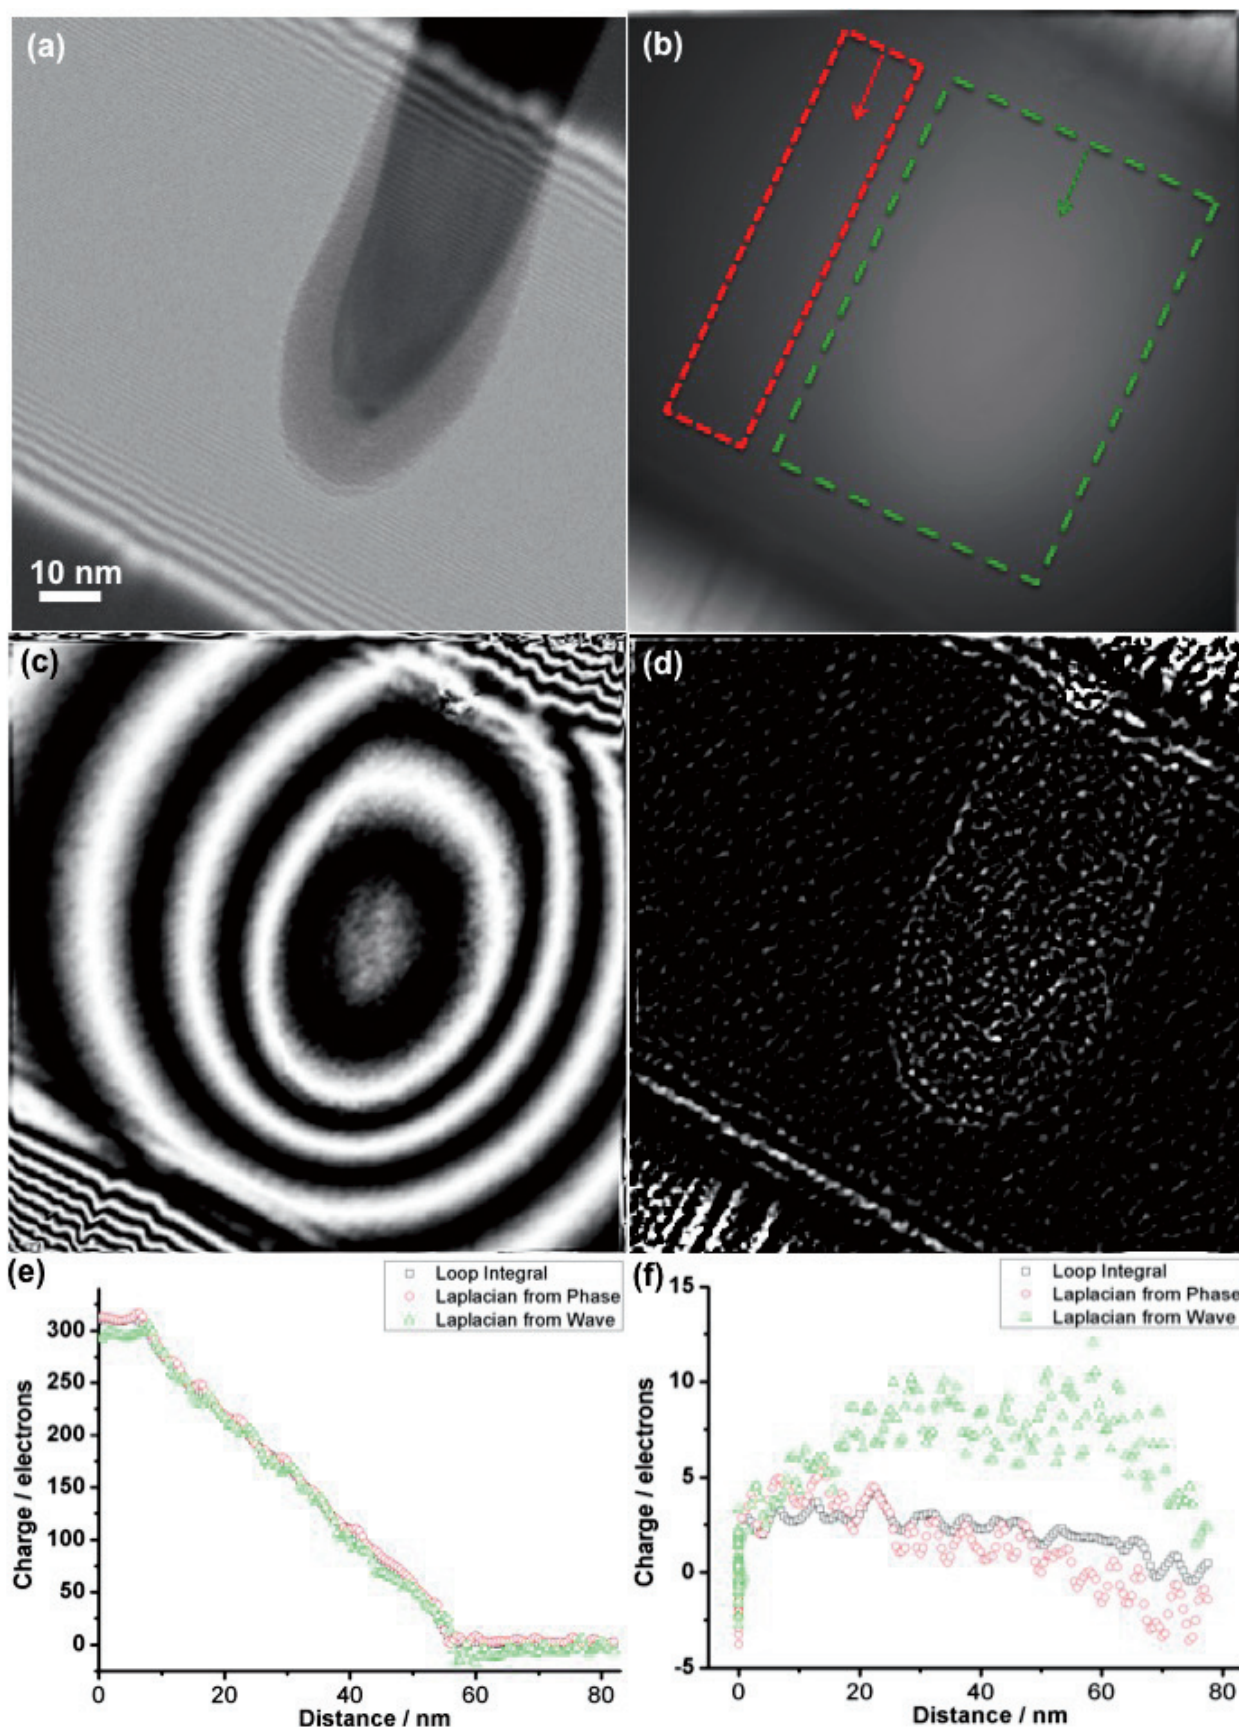 (a)
(b)
10 nm
(c)
(d)
(e)
Loop Integral
Laplacian from Phase
Laplacian from Wave
300
250
200
150
100
50
0
Charge / electrons
0 20 40 60 80
Distance / nm
(f)
Loop Integral
Laplacian from Phase
Laplacian from Wave
15
10
5
0
-5
Charge / electrons
0 20 40 60 80
Distance / nm